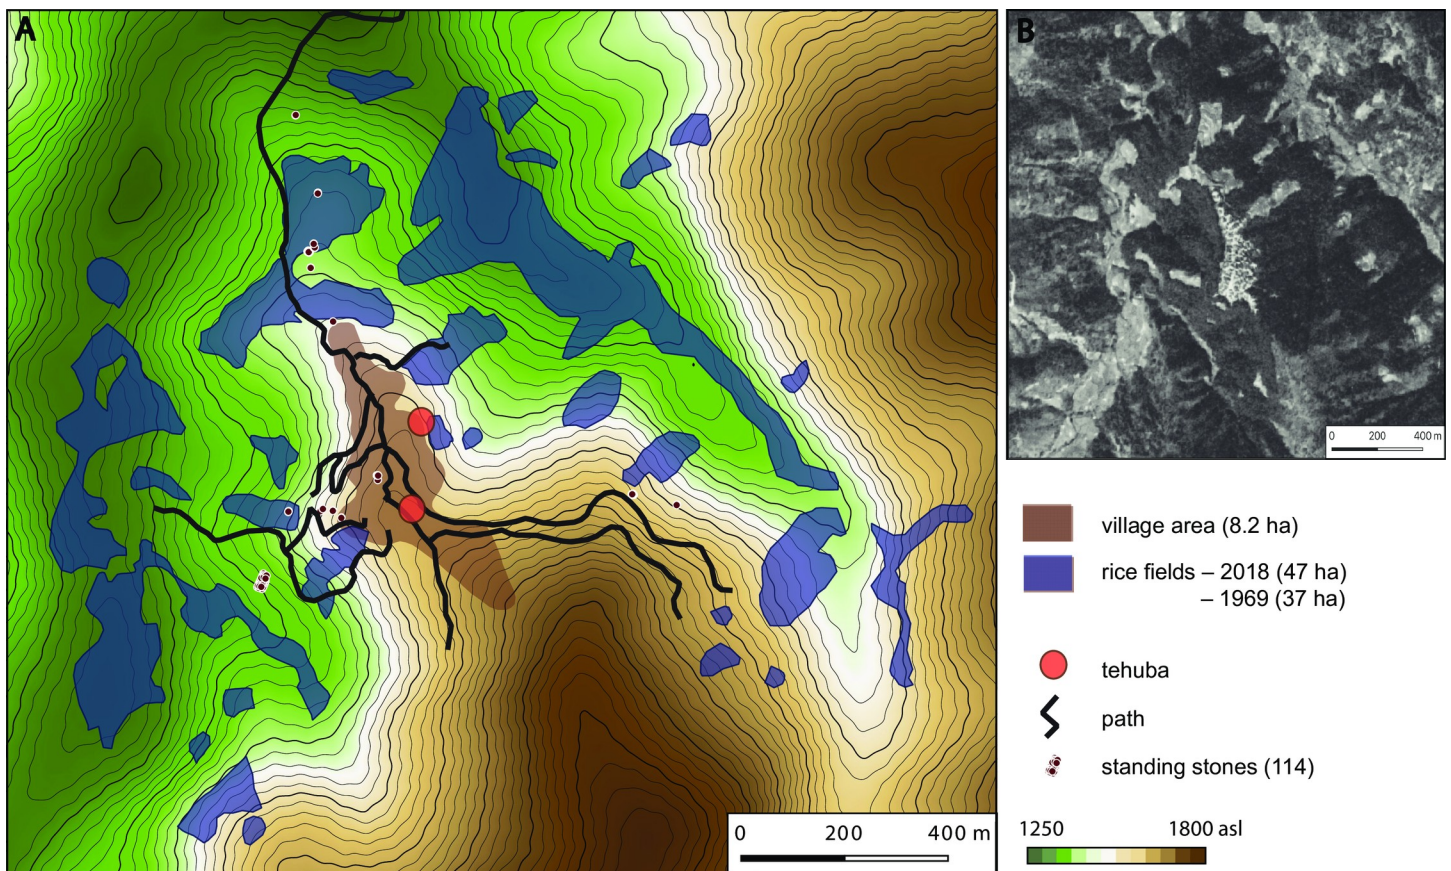 A
B
0 200 400 m
village area (8.2 ha)
rice fields – 2018 (47 ha)
– 1969 (37 ha)
tehuba
path
standing stones (114)
1250 1800 asl
0 200 400 m